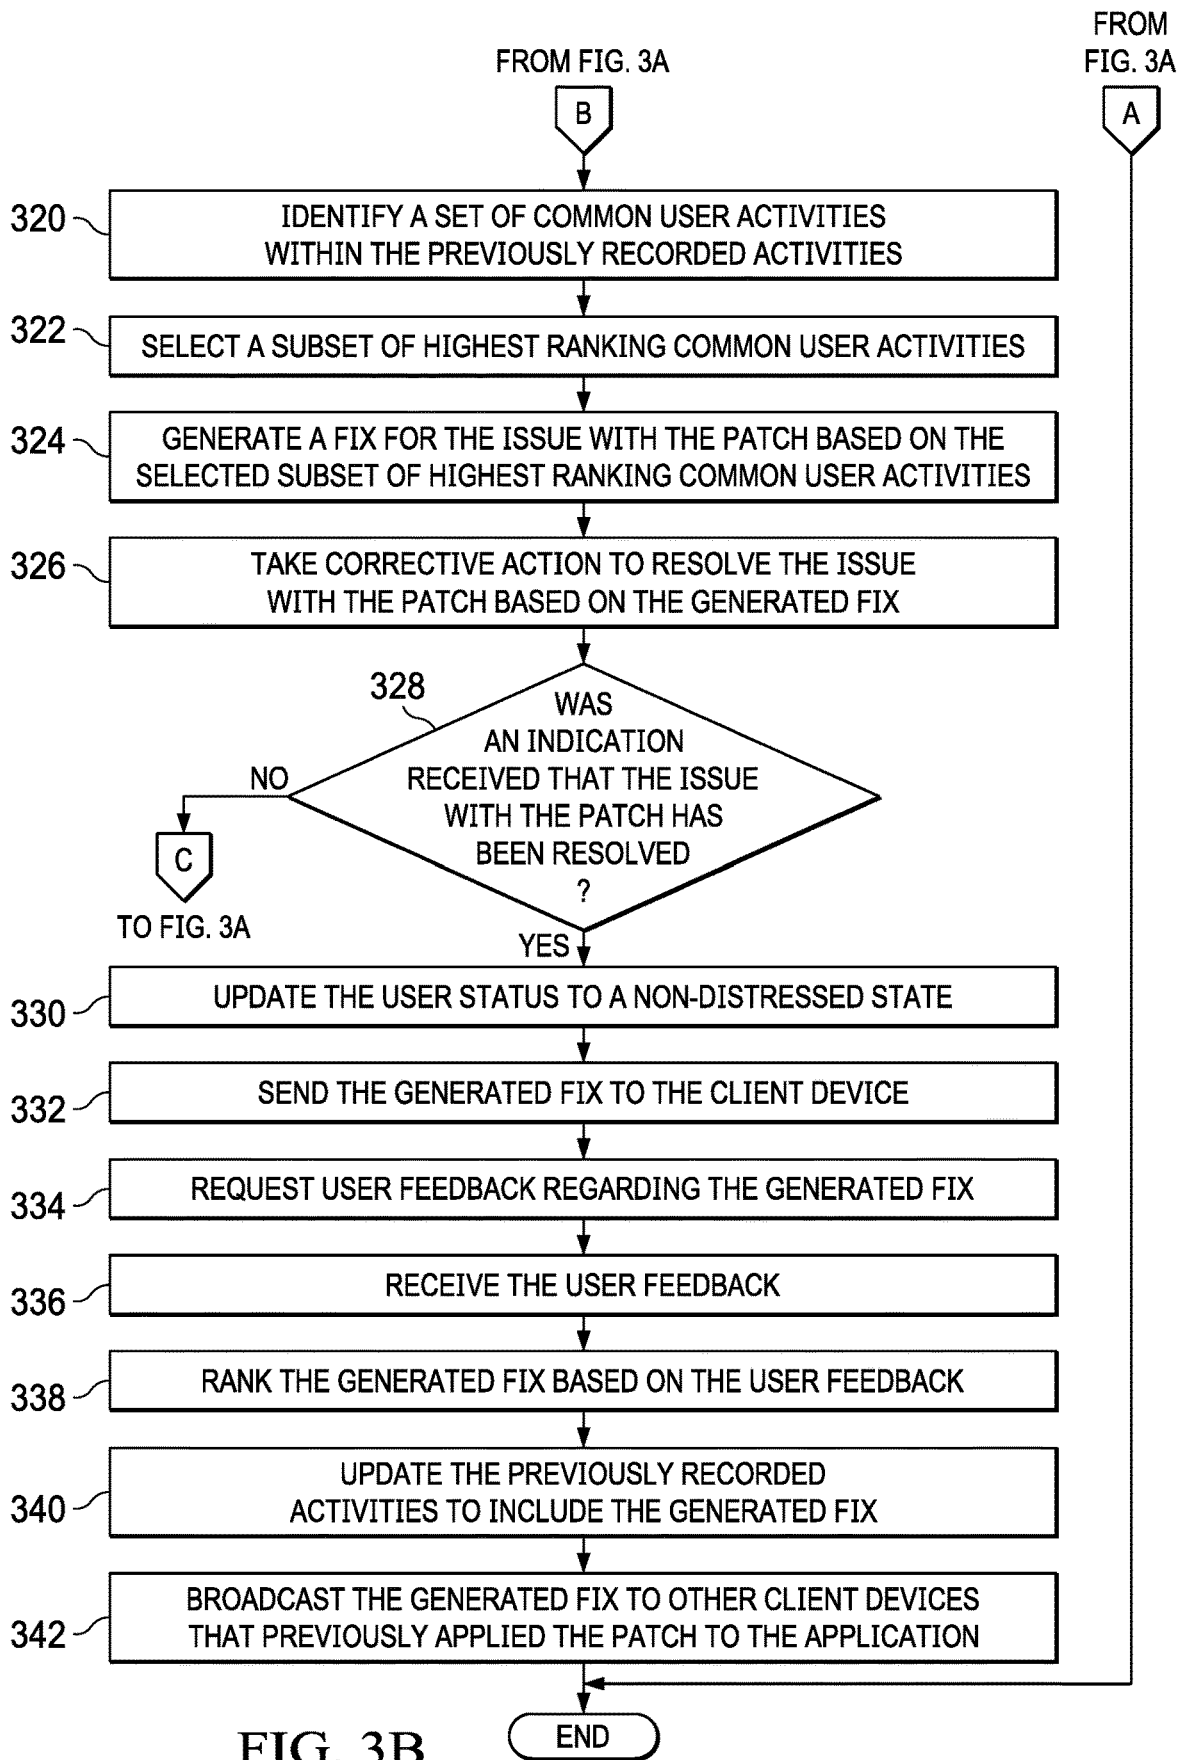 FROM FIG. 3A
B
FROM
FIG. 3A
A
320
IDENTIFY A SET OF COMMON USER ACTIVITIES
WITHIN THE PREVIOUSLY RECORDED ACTIVITIES
322
SELECT A SUBSET OF HIGHEST RANKING COMMON USER ACTIVITIES
324
GENERATE A FIX FOR THE ISSUE WITH THE PATCH BASED ON THE
SELECTED SUBSET OF HIGHEST RANKING COMMON USER ACTIVITIES
326
TAKE CORRECTIVE ACTION TO RESOLVE THE ISSUE
WITH THE PATCH BASED ON THE GENERATED FIX
328
WAS
AN INDICATION
RECEIVED THAT THE ISSUE
WITH THE PATCH HAS
BEEN RESOLVED
?
NO
C
TO FIG. 3A
YES
330
UPDATE THE USER STATUS TO A NON-DISTRESSED STATE
332
SEND THE GENERATED FIX TO THE CLIENT DEVICE
334
REQUEST USER FEEDBACK REGARDING THE GENERATED FIX
336
RECEIVE THE USER FEEDBACK
338
RANK THE GENERATED FIX BASED ON THE USER FEEDBACK
340
UPDATE THE PREVIOUSLY RECORDED
ACTIVITIES TO INCLUDE THE GENERATED FIX
342
BROADCAST THE GENERATED FIX TO OTHER CLIENT DEVICES
THAT PREVIOUSLY APPLIED THE PATCH TO THE APPLICATION
END
FIG. 3B